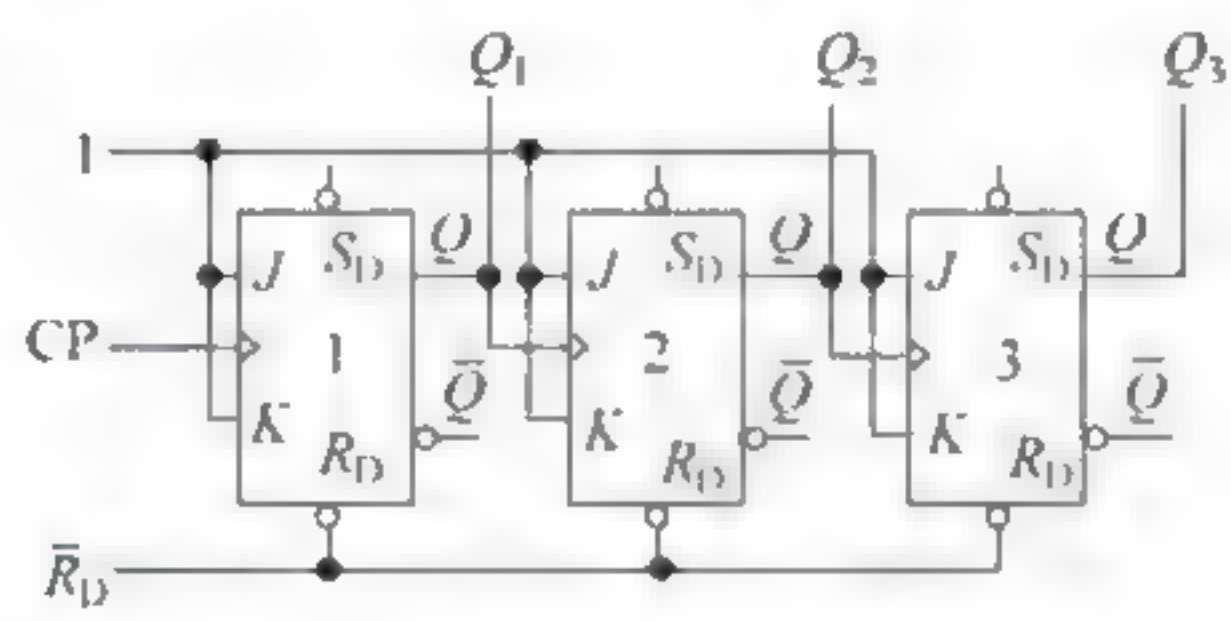 Q₁ Q₂ Q₃
1
J S_D Q J S_D Q J S_D Q
CP 1 2 3
Q̄ Q̄ Q̄
K R_D K R_D K R_D
R̄_D